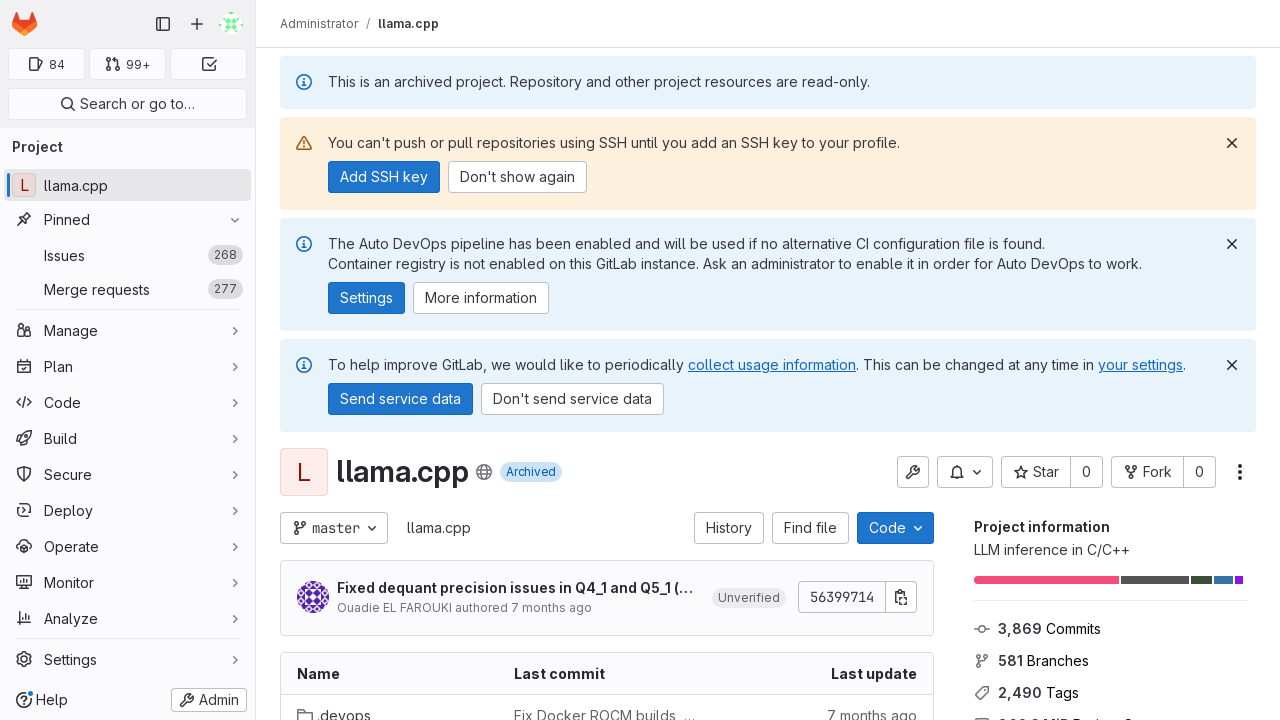 Administrator / llama.cpp
84
99+
Search or go to…
Project
L llama.cpp
Pinned
Issues 268
Merge requests 277
Manage
Plan
Code
Build
Secure
Deploy
Operate
Monitor
Analyze
Settings
Help
Admin
This is an archived project. Repository and other project resources are read-only.
You can't push or pull repositories using SSH until you add an SSH key to your profile.
Add SSH key
Don't show again
The Auto DevOps pipeline has been enabled and will be used if no alternative CI configuration file is found.
Container registry is not enabled on this GitLab instance. Ask an administrator to enable it in order for Auto DevOps to work.
Settings
More information
To help improve GitLab, we would like to periodically collect usage information. This can be changed at any time in your settings.
Send service data
Don't send service data
L llama.cpp Archived
Star 0
Fork 0
master
llama.cpp
History
Find file
Code
Fixed dequant precision issues in Q4_1 and Q5_1 (…
Ouadie EL FAROUKI authored 7 months ago
Unverified
56399714
Name Last commit Last update
.devops Fix Docker ROCM builds, … 7 months ago
Project information
LLM inference in C/C++
3,869 Commits
581 Branches
2,490 Tags